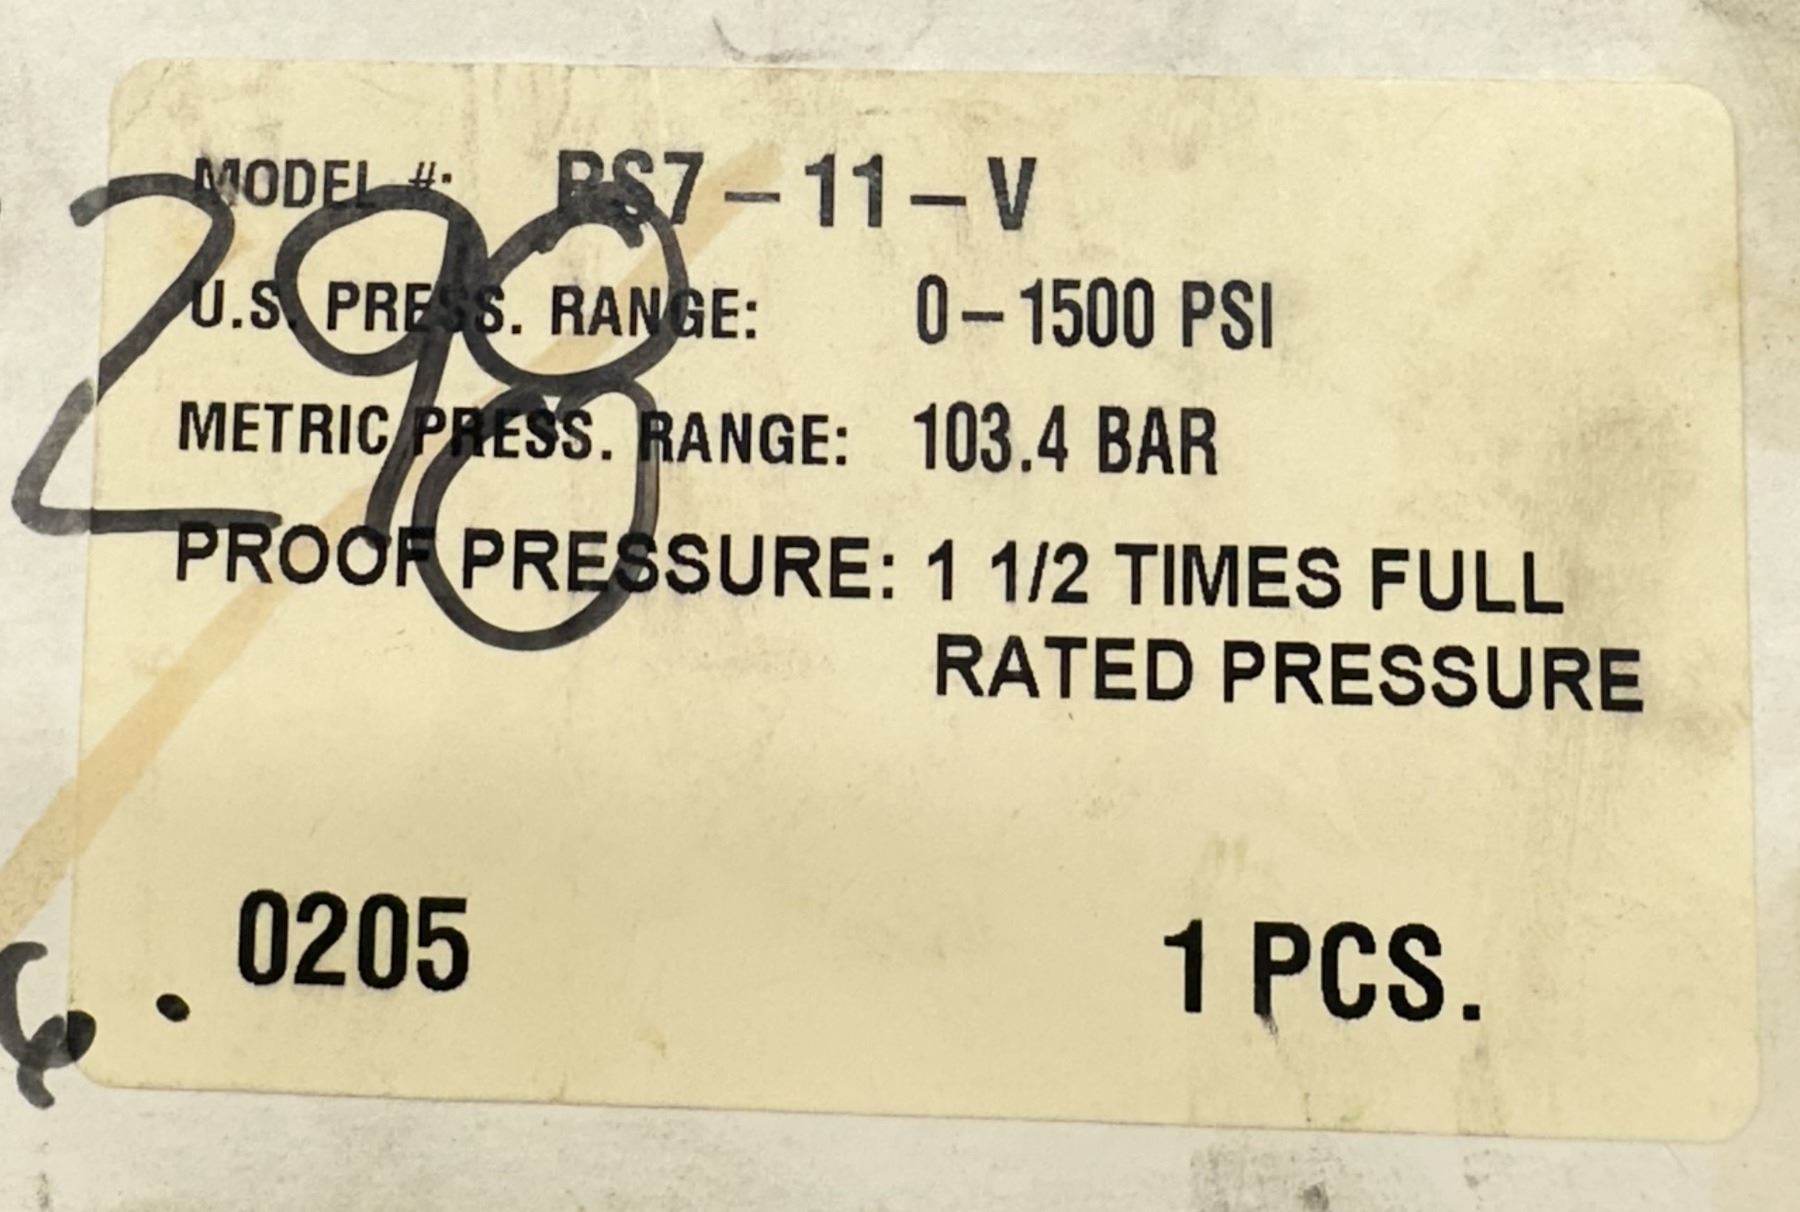 MODEL #: PS7-11-V
U.S. PRESS. RANGE: 0-1500 PSI
METRIC PRESS. RANGE: 103.4 BAR
PROOF PRESSURE: 1 1/2 TIMES FULL
RATED PRESSURE
298
0205 1 PCS.